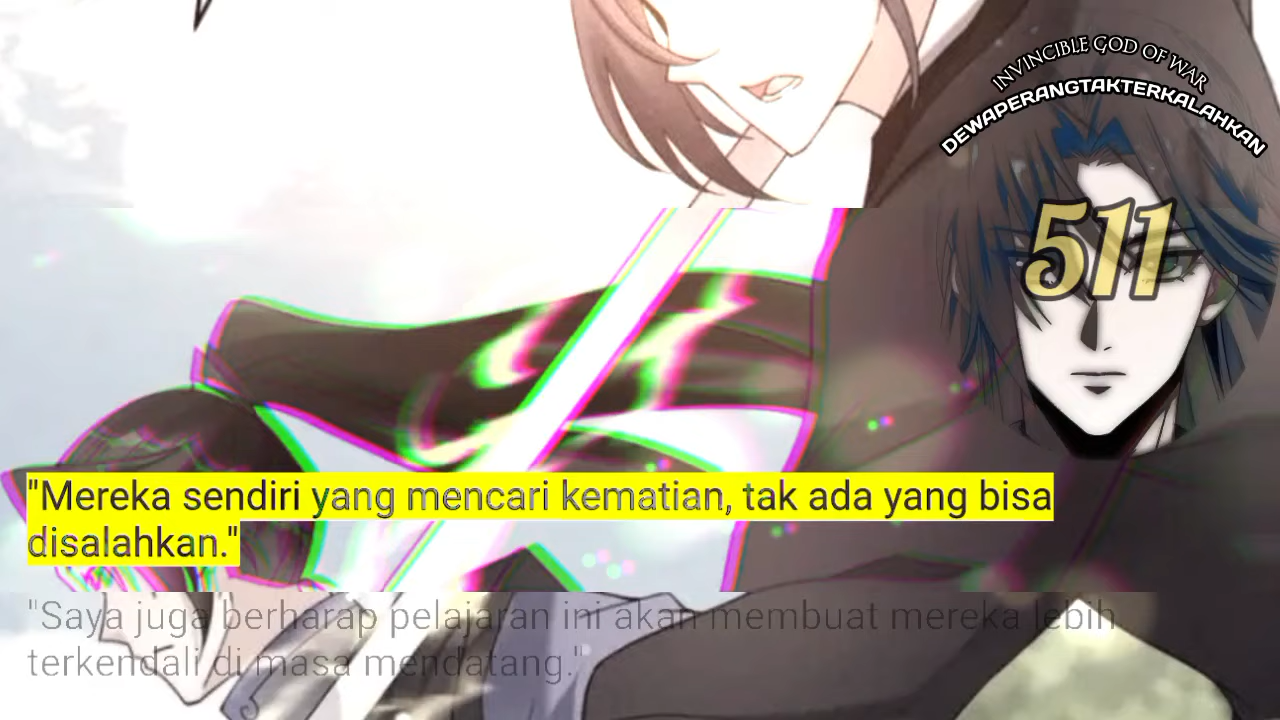 INVINCIBLE GOD OF WAR
DEWAPERANGTAKTERKALAHKAN
511
"Mereka sendiri yang mencari kematian, tak ada yang bisa
disalahkan."
"Saya juga berharap pelajaran ini akan membuat mereka lebih
terkendali di masa mendatang."